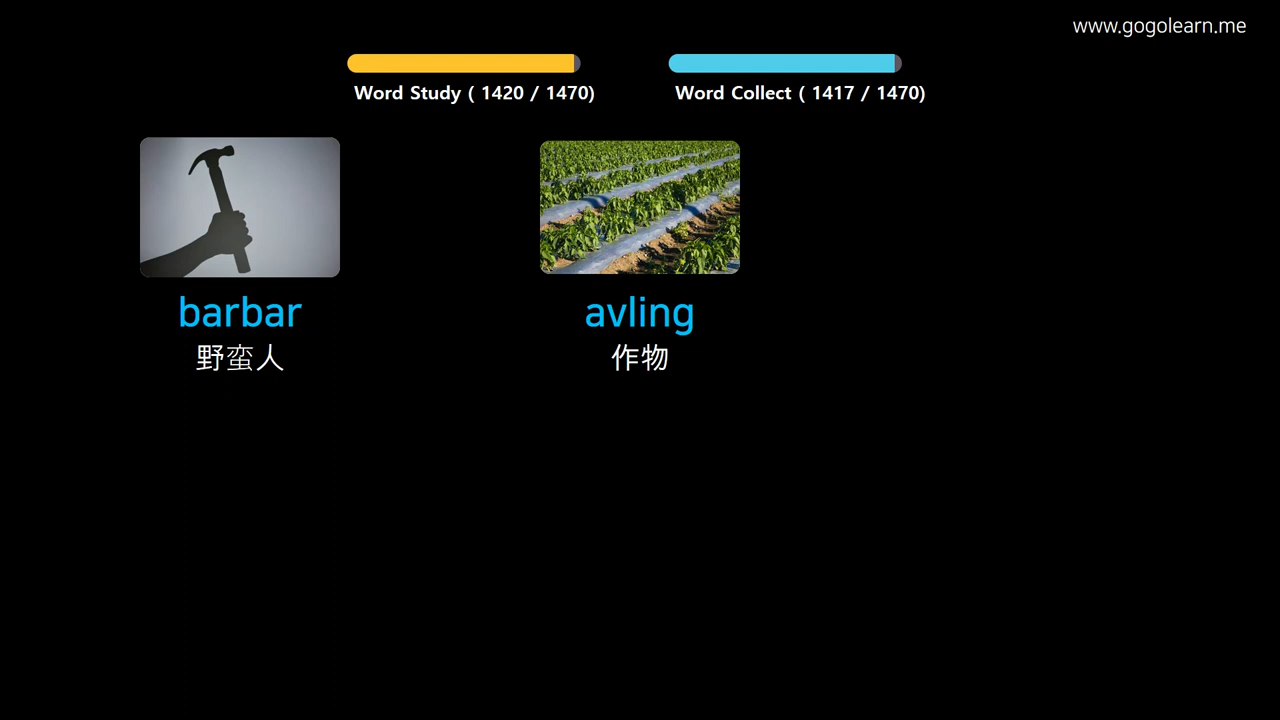 www.gogolearn.me
Word Study ( 1420 / 1470)
Word Collect ( 1417 / 1470)
barbar
野蛮人
avling
作物